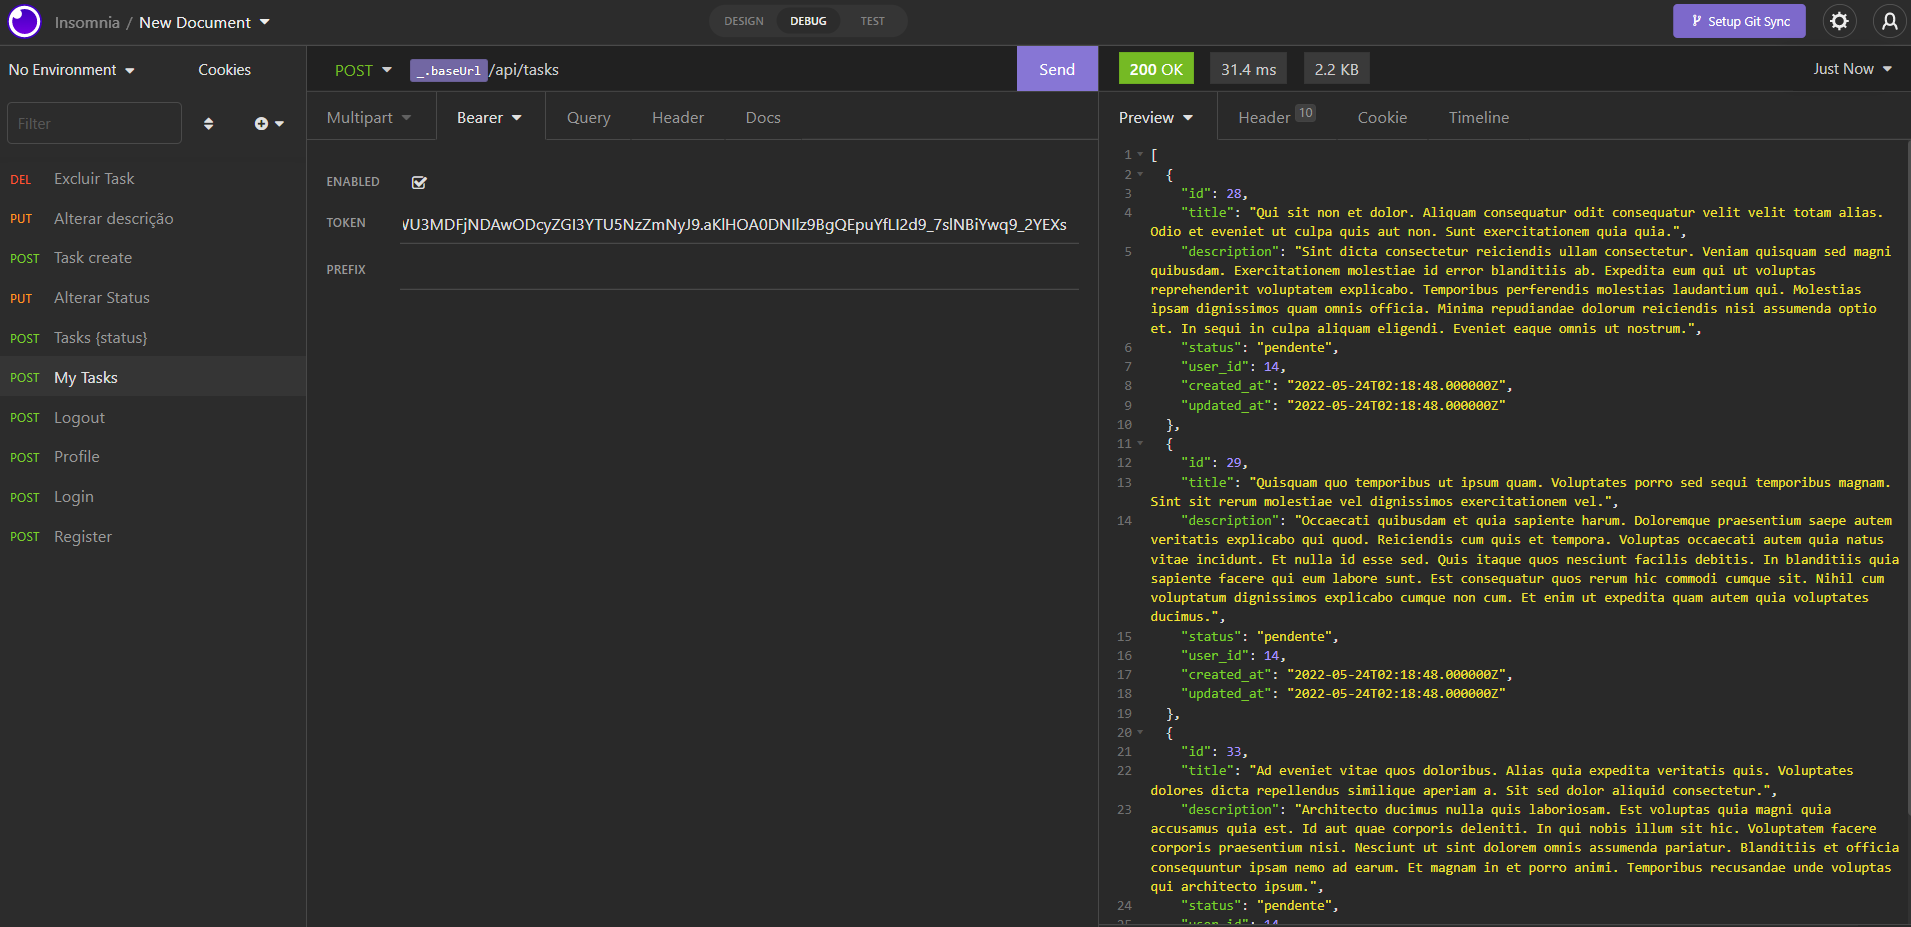 Insomnia / New Document
DESIGN DEBUG TEST
Setup Git Sync
No Environment
Cookies
Filter
DEL Excluir Task
PUT Alterar descrição
POST Task create
PUT Alterar Status
POST Tasks {status}
POST My Tasks
POST Logout
POST Profile
POST Login
POST Register
POST _.baseUrl/api/tasks
Send
Multipart Bearer Query Header Docs
ENABLED
TOKEN
PREFIX
200 OK 31.4 ms 2.2 KB
Just Now
Preview Header 10 Cookie Timeline
1 [
2 {
3 "id": 28,
4 "title": "Qui sit non et dolor. Aliquam consequatur odit consequatur velit velit totam alias.
Odio et eveniet ut culpa quis aut non. Sunt exercitationem quia quia.",
5 "description": "Sint dicta consectetur reiciendis ullam consectetur. Veniam quisquam sed magni
quibusdam. Exercitationem molestiae id error blanditiis ab. Expedita eum qui ut voluptas
reprehenderit voluptatem explicabo. Temporibus perferendis molestias laudantium qui. Molestias
ipsam dignissimos quam omnis officia. Minima repudiandae dolorum reiciendis nisi assumenda optio
et. In sequi in culpa aliquam eligendi. Eveniet eaque omnis ut nostrum.",
6 "status": "pendente",
7 "user_id": 14,
8 "created_at": "2022-05-24T02:18:48.000000Z",
9 "updated_at": "2022-05-24T02:18:48.000000Z"
10 },
11 {
12 "id": 29,
13 "title": "Quisquam quo temporibus ut ipsum quam. Voluptates porro sed sequi temporibus magnam.
Sint sit rerum molestiae vel dignissimos exercitationem vel.",
14 "description": "Occaecati quibusdam et quia sapiente harum. Doloremque praesentium saepe autem
veritatis explicabo qui quod. Reiciendis cum quis et tempora. Voluptas occaecati autem quia natus
vitae incidunt. Et nulla id esse sed. Quis itaque quos nesciunt facilis debitis. In blanditiis quia
sapiente facere qui eum labore sunt. Est consequatur quos rerum hic commodi cumque sit. Nihil cum
voluptatum dignissimos explicabo cumque non cum. Et enim ut expedita quam autem quia voluptates
ducimus.",
15 "status": "pendente",
16 "user_id": 14,
17 "created_at": "2022-05-24T02:18:48.000000Z",
18 "updated_at": "2022-05-24T02:18:48.000000Z"
19 },
20 {
21 "id": 33,
22 "title": "Ad eveniet vitae quos doloribus. Alias quia expedita veritatis quis. Voluptates
dolores dicta repellendus similique aperiam a. Sit sed dolor aliquid consectetur.",
23 "description": "Architecto ducimus nulla quis laboriosam. Est voluptas quia magni quia
accusamus quia est. Id aut quae corporis deleniti. In qui nobis illum sit hic. Voluptatem facere
corporis praesentium nisi. Nesciunt ut sint dolorem omnis assumenda pariatur. Blanditiis et officia
consequuntur ipsam nemo ad earum. Et magnam in et porro animi. Temporibus recusandae unde voluptas
qui architecto ipsum.",
24 "status": "pendente",
25 "user_id": 14